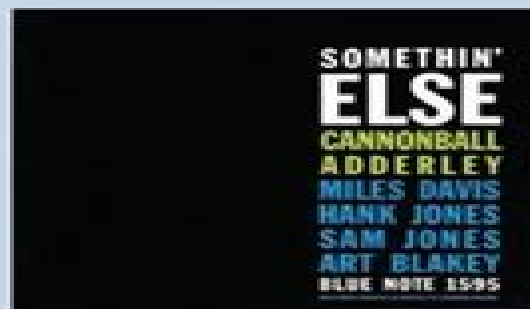 SOMETHIN'
ELSE
CANNONBALL
ADDERLEY
MILES DAVIS
HANK JONES
SAM JONES
ART BLAKEY
BLUE NOTE 1595